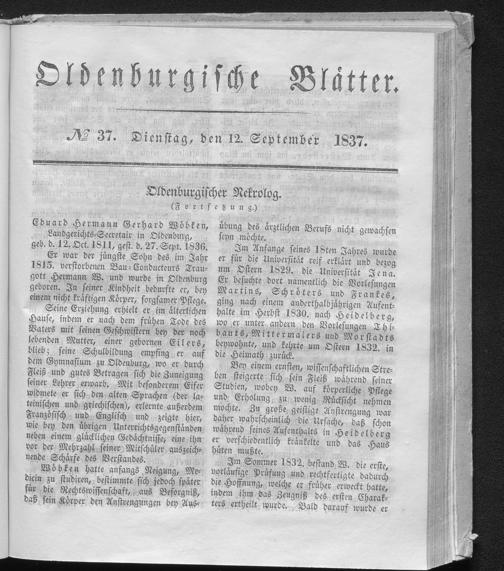 Oldenburgische Blätter.
№ 37. Dienstag, den 12. September 1837.
Oldenburgischer Nekrolog.
(Fortsetzung.)
Eduard Hermann Gerhard Wöbken,
Landgerichts-Secretair in Oldenburg,
geb. d. 12. Oct. 1811, gest. d. 27. Sept. 1836.
Er war der jüngste Sohn des im Jahr
1815. verstorbenen Bau-Conducteurs Trau-
gott Hermann W. und wurde in Oldenburg
geboren. In seiner Kindheit bedurfte er, bey
einem nicht kräftigen Körper, sorgsamer Pflege.
Seine Erziehung erhielt er im älterlichen
Hause, indem er nach dem frühen Tode des
Vaters mit seinen Geschwistern bey der noch
lebenden Mutter, einer gebornen Eilers,
blieb; seine Schulbildung empfing er auf
dem Gymnasium zu Oldenburg, wo er durch
Fleiß und gutes Betragen sich die Zuneigung
seiner Lehrer erwarb. Mit besonderem Eifer
widmete er sich den alten Sprachen (der la-
teinischen und griechischen), erlernte außerdem
Französisch und Englisch und zeigte hier,
wie bey den übrigen Unterrichtsgegenständen
neben einem glücklichen Gedächtnisse, eine ihn
vor der Mehrzahl seiner Mitschüler auszeich-
nende Schärfe des Verstandes.
Wöbken hatte anfangs Neigung, Me-
dicin zu studiren, bestimmte sich jedoch später
für die Rechtswissenschaft, aus Besorgniß,
daß sein Körper den Anstrengungen bey Aus-
übung des ärztlichen Berufs nicht gewachsen
seyn möchte.
Im Anfange seines 18ten Jahres wurde
er für die Universität reif erklärt und bezog
um Ostern 1829. die Universität Jena.
Er besuchte dort namentlich die Vorlesungen
Martins, Schröters und Frankes,
ging nach einem anderthalbjährigen Aufent-
halte im Herbst 1830. nach Heidelberg,
wo er unter andern den Vorlesungen Thi-
bauts, Mittermaiers und Morstadts
beywohnte, und kehrte um Ostern 1832. in
die Heimath zurück.
Bey einem ernsten, wissenschaftlichen Stre-
ben steigerte sich sein Fleiß während seiner
Studien, wobey W. auf körperliche Pflege
und Erholung zu wenig Rücksicht nehmen
mochte. Zu große geistige Anstrengung war
daher wahrscheinlich die Ursache, daß schon
während seines Aufenthalts in Heidelberg
er verschiedentlich kränkelte und das Haus
hüten mußte.
Im Sommer 1832. bestand W. die erste,
vorläufige Prüfung und rechtfertigte dadurch
die Hoffnung, welche er früher erweckt hatte,
indem ihm das Zeugniß des ersten Charak-
ters ertheilt wurde. Bald darauf wurde er